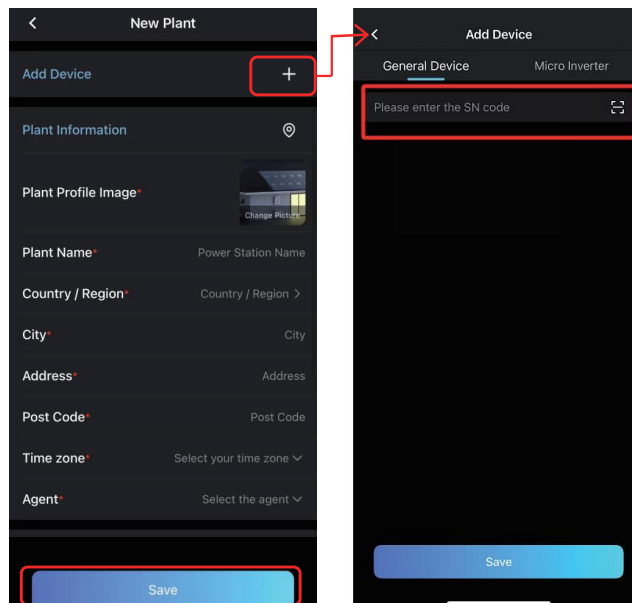 New Plant
Add Device
Plant Information
Plant Profile Image*
Change Picture
Plant Name* Power Station Name
Country / Region* Country / Region >
City* City
Address* Address
Post Code* Post Code
Time zone* Select your time zone
Agent* Select the agent
Save
Add Device
General Device Micro Inverter
Please enter the SN code
Save